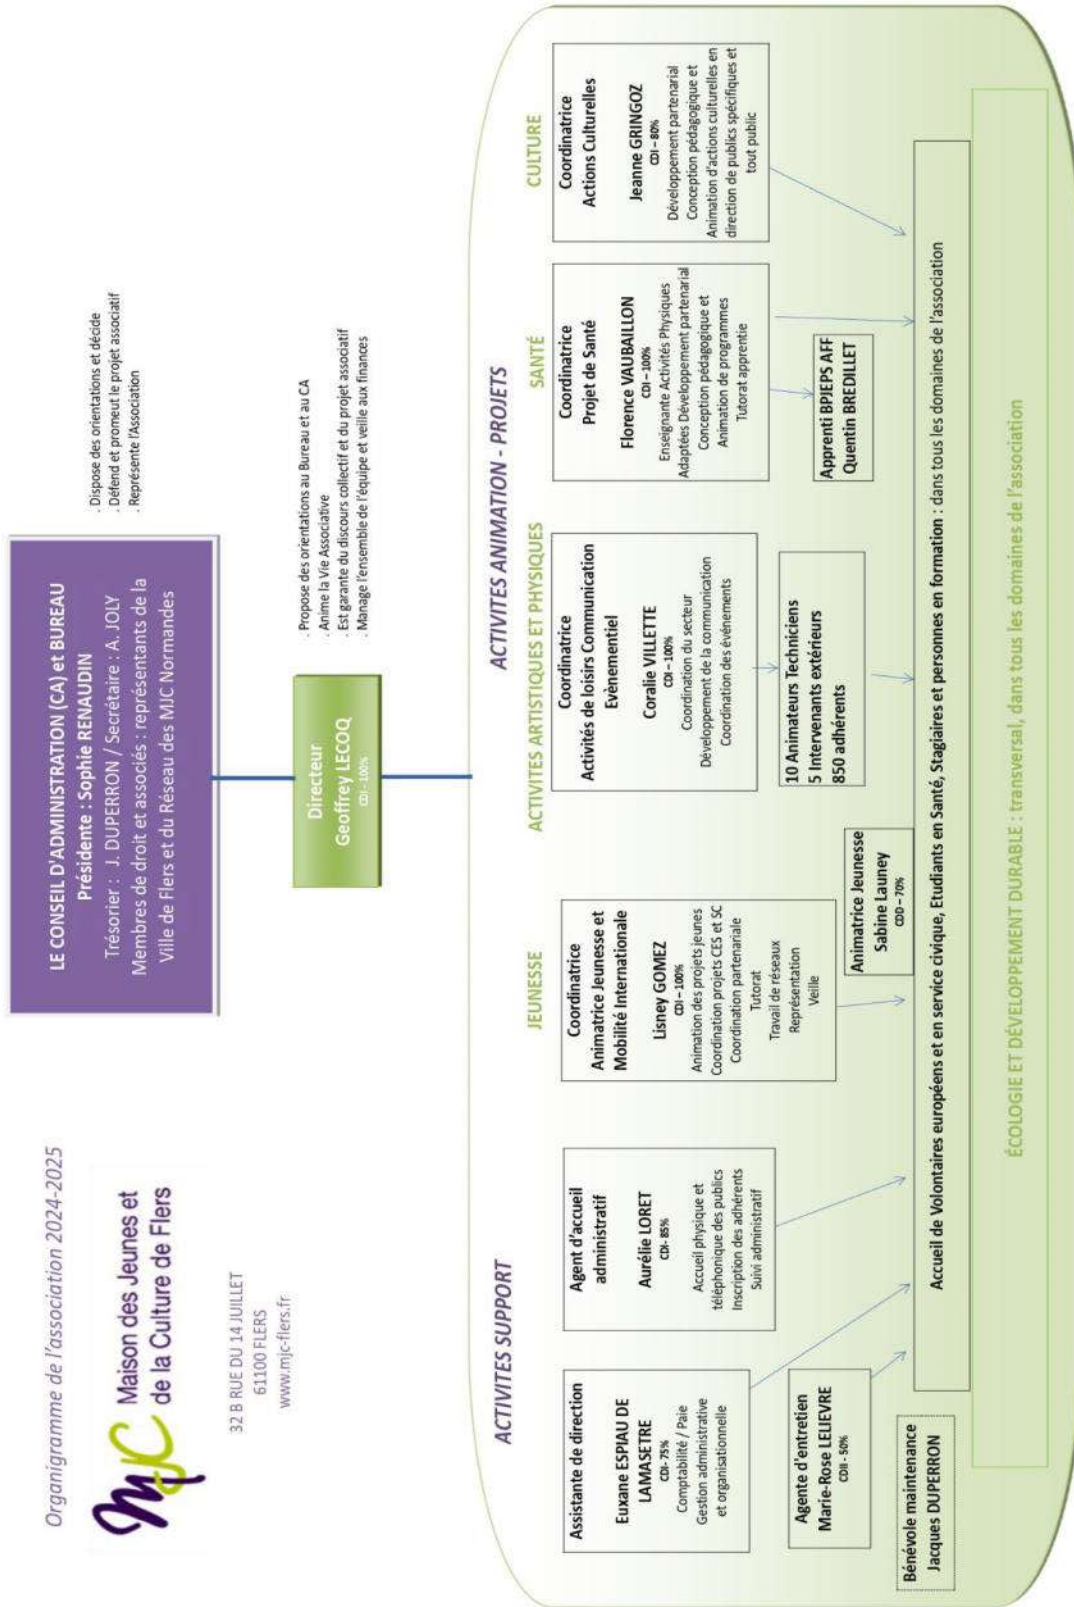 Organigramme de l'association 2024-2025
MJC
Maison des Jeunes et
de la Culture de Flers
32 B RUE DU 14 JUILLET
61100 FLERS
www.mjc-flers.fr
LE CONSEIL D'ADMINISTRATION (CA) et BUREAU
Présidente : Sophie RENAUDIN
Trésorier : J. DUPERRON / Secrétaire : A. JOLY
Membres de droit et associés : représentants de la
Ville de Flers et du Réseau des MJC Normandes
. Dispose des orientations et décide
. Défend et promeut le projet associatif
. Représente l'Association
Directeur
Geoffrey LECOQ
CDI - 100%
. Propose des orientations au Bureau et au CA
. Anime la Vie Associative
. Est garante du discours collectif et du projet associatif
. Manage l'ensemble de l'équipe et veille aux finances
ACTIVITES SUPPORT
Assistante de direction
Euxane ESPIAU DE
LAMASETRE
CDI- 75%
Comptabilité / Paie
Gestion administrative
et organisationnelle
Agent d'accueil
administratif
Aurélie LORET
CDI- 85%
Accueil physique et
téléphonique des publics
Inscription des adhérents
Suivi administratif
Agente d'entretien
Marie-Rose LELIEVRE
CDII - 50%
Bénévole maintenance
Jacques DUPERRON
ACTIVITES ANIMATION - PROJETS
JEUNESSE
Coordinatrice
Animatrice Jeunesse et
Mobilité Internationale
Lisney GOMEZ
CDI – 100%
Animation des projets jeunes
Coordination projets CES et SC
Coordination partenariale
Tutorat
Travail de réseaux
Représentation
Veille
Animatrice Jeunesse
Sabine Launey
CDD – 70%
ACTIVITES ARTISTIQUES ET PHYSIQUES
Coordinatrice
Activités de loisirs Communication
Evènementiel
Coralie VILLETTE
CDI – 100%
Coordination du secteur
Développement de la communication
Coordination des événements
10 Animateurs Techniciens
5 Intervenants extérieurs
850 adhérents
SANTÉ
Coordinatrice
Projet de Santé
Florence VAUBAILLON
CDI – 100%
Enseignante Activités Physiques
Adaptées Développement partenarial
Conception pédagogique et
Animation de programmes
Tutorat apprentie
Apprenti BPJEPS AFF
Quentin BREDILLET
CULTURE
Coordinatrice
Actions Culturelles
Jeanne GRINGOZ
CDI – 80%
Développement partenarial
Conception pédagogique et
Animation d'actions culturelles en
direction de publics spécifiques et
tout public
Accueil de Volontaires européens et en service civique, Etudiants en Santé, Stagiaires et personnes en formation : dans tous les domaines de l'association
ÉCOLOGIE ET DÉVELOPPEMENT DURABLE : transversal, dans tous les domaines de l'association